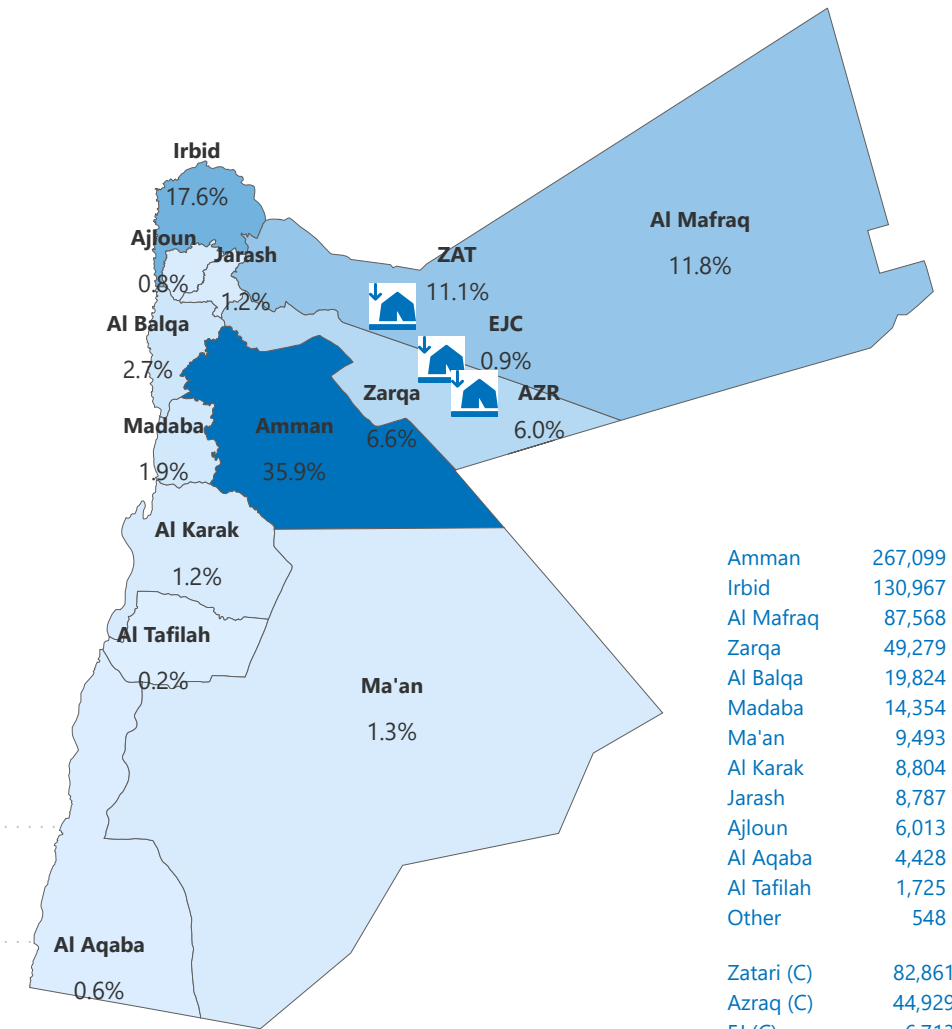 Irbid
17.6%
Ajloun
0.8%
Jarash
1.2%
Al Mafraq
11.8%
ZAT
11.1%
EJC
0.9%
Al Balqa
2.7%
Zarqa
6.6%
AZR
6.0%
Madaba
1.9%
Amman
35.9%
Al Karak
1.2%
Al Tafilah
0.2%
Ma'an
1.3%
Al Aqaba
0.6%
Amman 267,099
Irbid 130,967
Al Mafraq 87,568
Zarqa 49,279
Al Balqa 19,824
Madaba 14,354
Ma'an 9,493
Al Karak 8,804
Jarash 8,787
Ajloun 6,013
Al Aqaba 4,428
Al Tafilah 1,725
Other 548
Zatari (C) 82,861
Azraq (C) 44,929